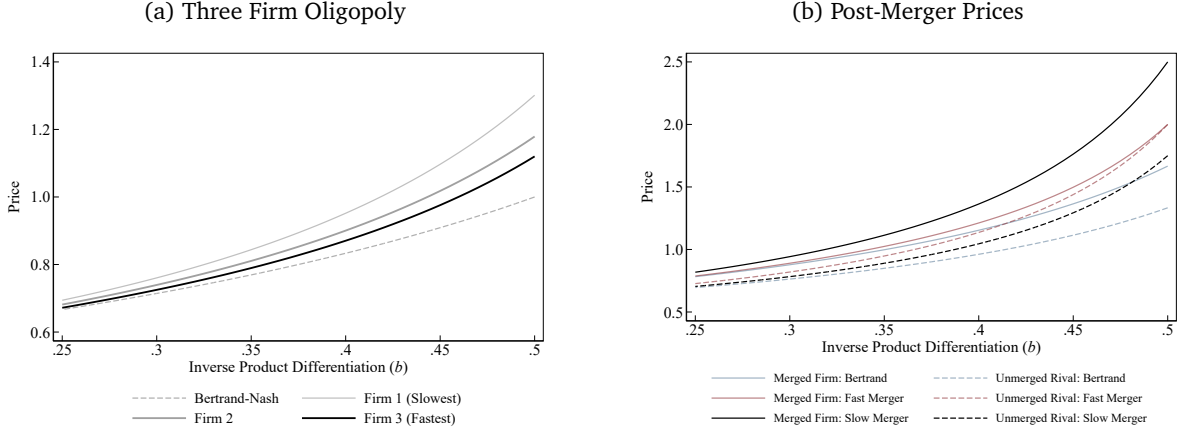 (a) Three Firm Oligopoly
1.4
1.2
1.0
0.8
0.6
Price
.25 .3 .35 .4 .45 .5
Inverse Product Differentiation (b)
Bertrand-Nash Firm 1 (Slowest)
Firm 2 Firm 3 (Fastest)
(b) Post-Merger Prices
2.5
2.0
1.5
1.0
0.5
Price
.25 .3 .35 .4 .45 .5
Inverse Product Differentiation (b)
Merged Firm: Bertrand Unmerged Rival: Bertrand
Merged Firm: Fast Merger Unmerged Rival: Fast Merger
Merged Firm: Slow Merger Unmerged Rival: Slow Merger